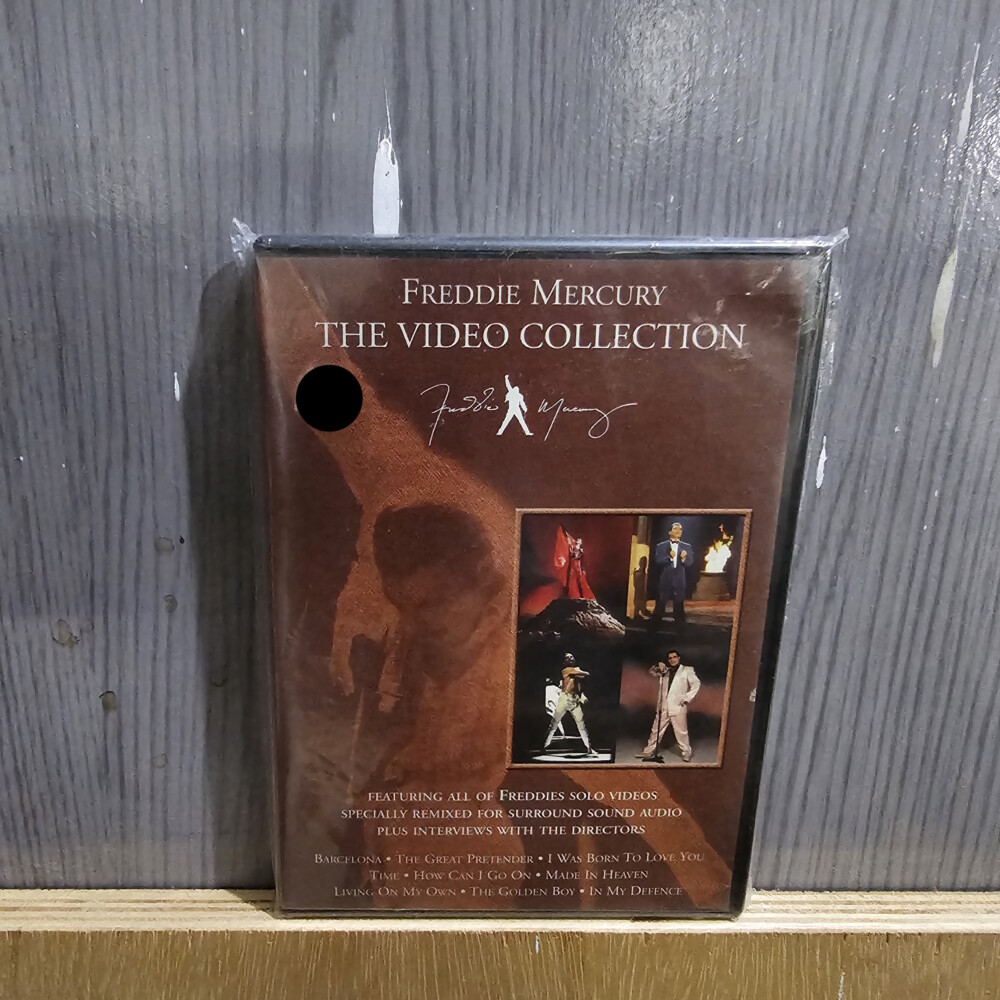 FREDDIE MERCURY
THE VIDEO COLLECTION
Freddie Mercury
FEATURING ALL OF FREDDIES SOLO VIDEOS
SPECIALLY REMIXED FOR SURROUND SOUND AUDIO
PLUS INTERVIEWS WITH THE DIRECTORS
BARCELONA • THE GREAT PRETENDER • I WAS BORN TO LOVE YOU
TIME • HOW CAN I GO ON • MADE IN HEAVEN
LIVING ON MY OWN • THE GOLDEN BOY • IN MY DEFENCE